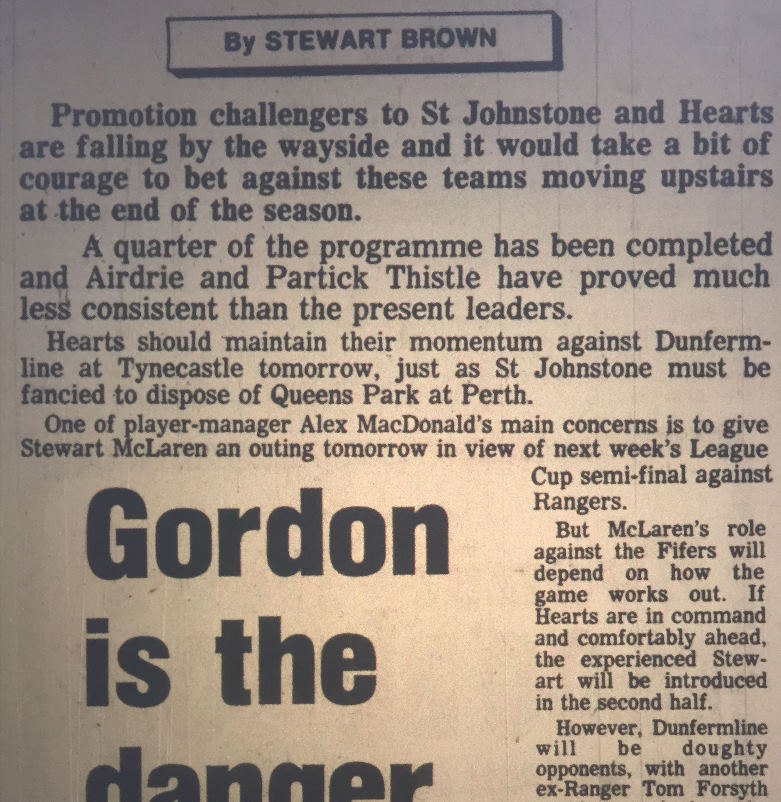 By STEWART BROWN
Promotion challengers to St Johnstone and Hearts
are falling by the wayside and it would take a bit of
courage to bet against these teams moving upstairs
at the end of the season.
A quarter of the programme has been completed
and Airdrie and Partick Thistle have proved much
less consistent than the present leaders.
Hearts should maintain their momentum against Dunferm-
line at Tynecastle tomorrow, just as St Johnstone must be
fancied to dispose of Queens Park at Perth.
One of player-manager Alex MacDonald's main concerns is to give
Stewart McLaren an outing tomorrow in view of next week's League
Cup semi-final against
Rangers.
But McLaren's role
against the Fifers will
depend on how the
game works out. If
Hearts are in command
and comfortably ahead,
the experienced Stew-
art will be introduced
in the second half.
However, Dunfermline
will be doughty
opponents, with another
ex-Ranger Tom Forsyth
Gordon
is the
danger